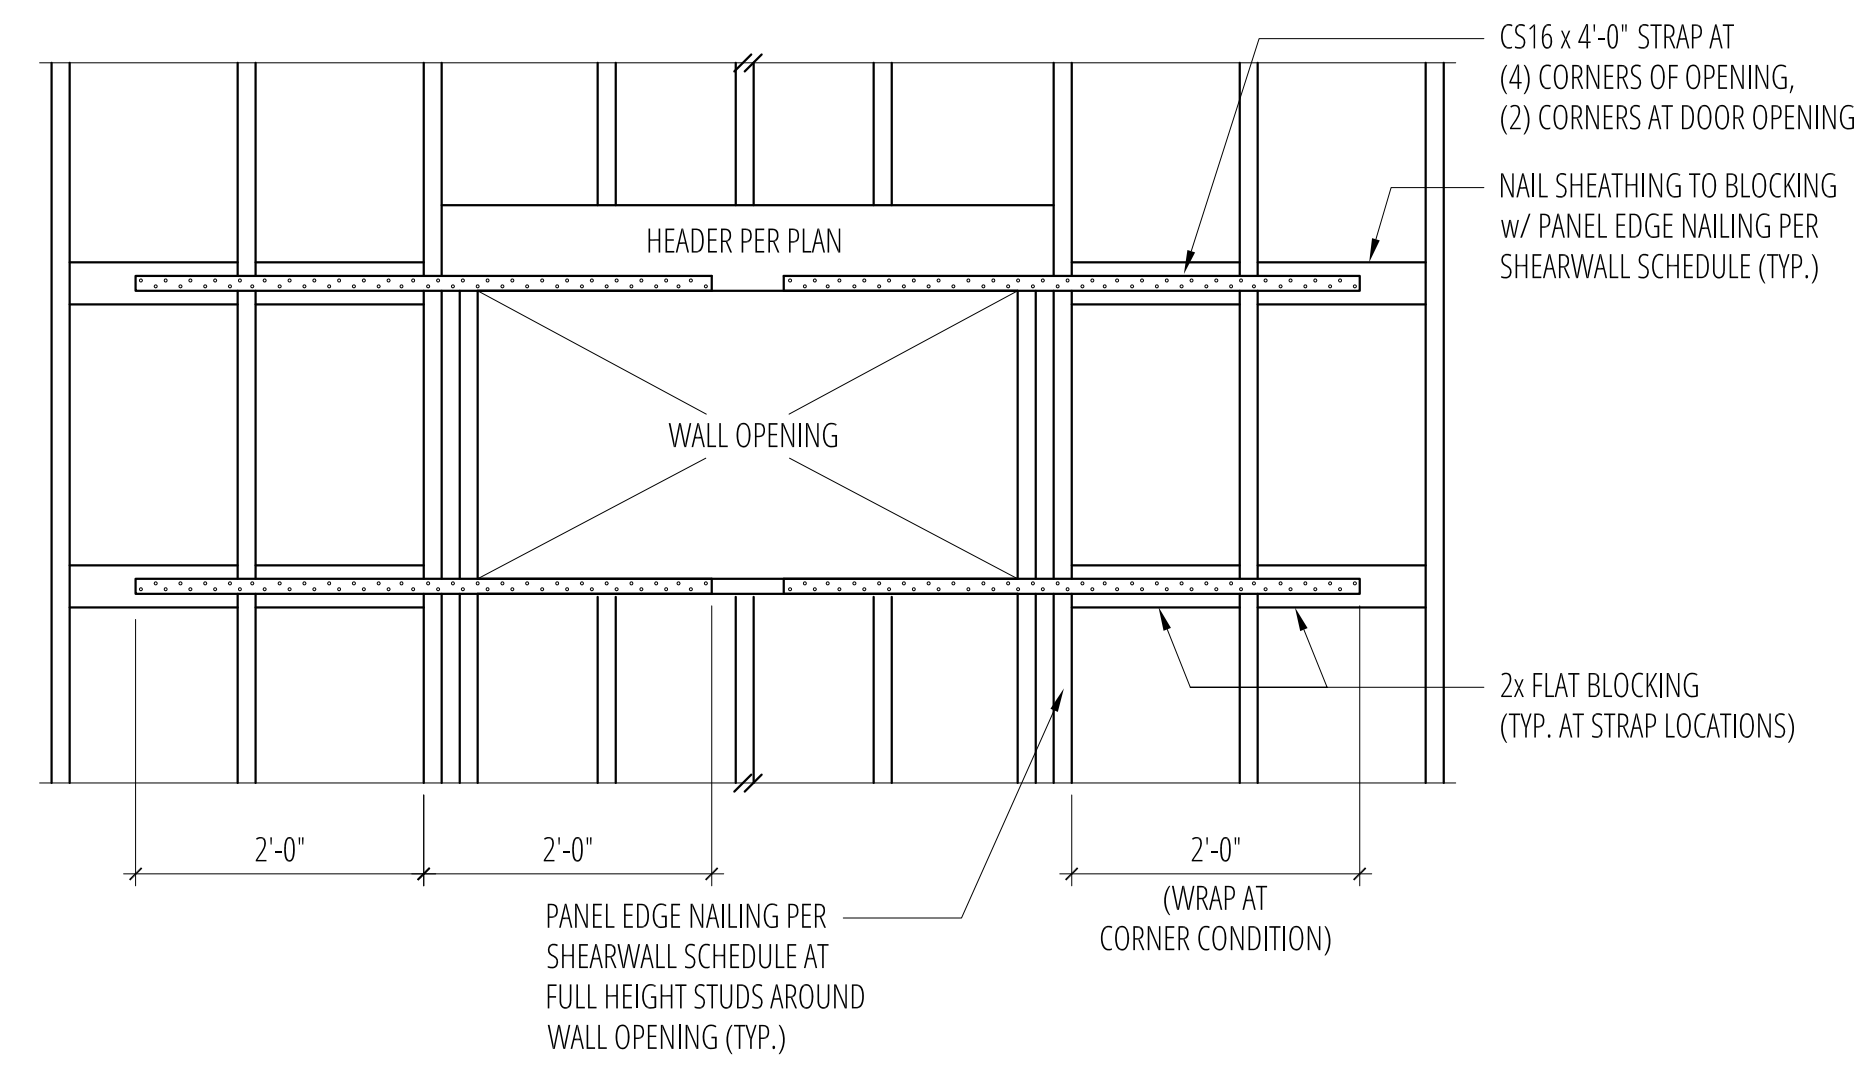 CS16 x 4'-0" STRAP AT
(4) CORNERS OF OPENING,
(2) CORNERS AT DOOR OPENING
NAIL SHEATHING TO BLOCKING
w/ PANEL EDGE NAILING PER
SHEARWALL SCHEDULE (TYP.)
HEADER PER PLAN
WALL OPENING
2x FLAT BLOCKING
(TYP. AT STRAP LOCATIONS)
2'-0"
2'-0"
2'-0"
(WRAP AT
CORNER CONDITION)
PANEL EDGE NAILING PER
SHEARWALL SCHEDULE AT
FULL HEIGHT STUDS AROUND
WALL OPENING (TYP.)